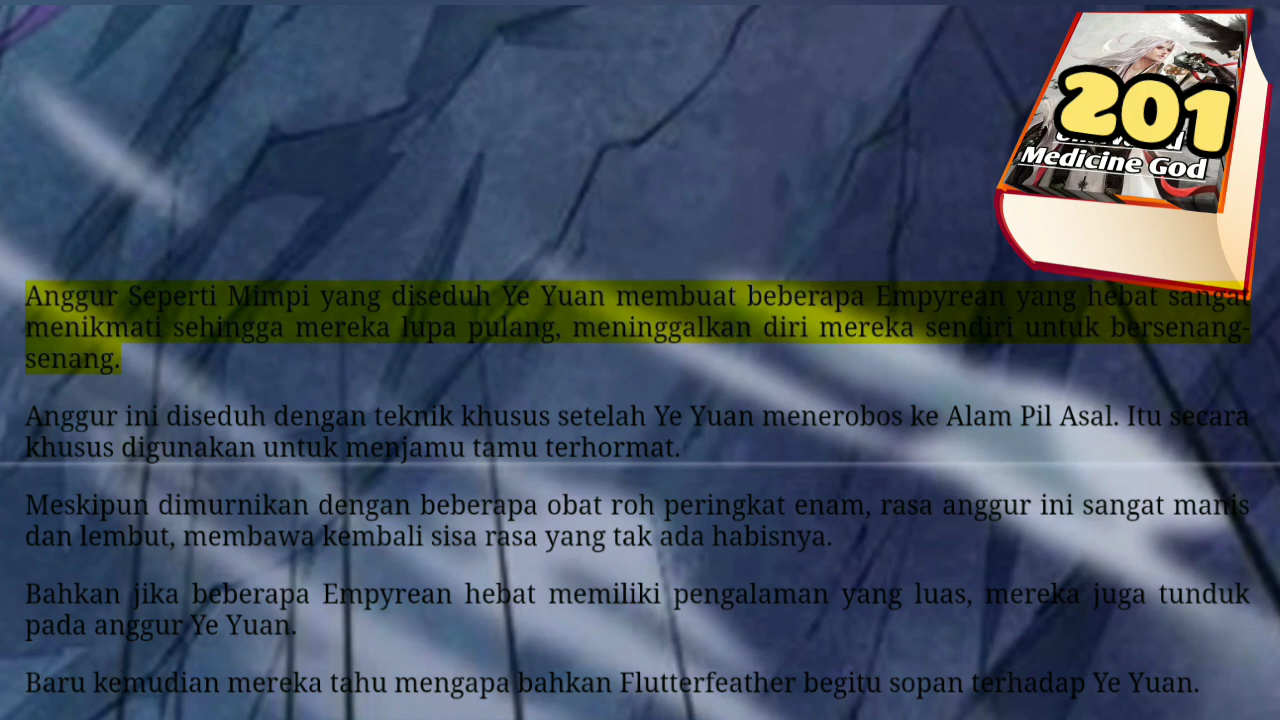 201
Medicine God
Anggur Seperti Mimpi yang diseduh Ye Yuan membuat beberapa Empyrean yang hebat sangat
menikmati sehingga mereka lupa pulang, meninggalkan diri mereka sendiri untuk bersenang-
senang.
Anggur ini diseduh dengan teknik khusus setelah Ye Yuan menerobos ke Alam Pil Asal. Itu secara
khusus digunakan untuk menjamu tamu terhormat.
Meskipun dimurnikan dengan beberapa obat roh peringkat enam, rasa anggur ini sangat manis
dan lembut, membawa kembali sisa rasa yang tak ada habisnya.
Bahkan jika beberapa Empyrean hebat memiliki pengalaman yang luas, mereka juga tunduk
pada anggur Ye Yuan.
Baru kemudian mereka tahu mengapa bahkan Flutterfeather begitu sopan terhadap Ye Yuan.